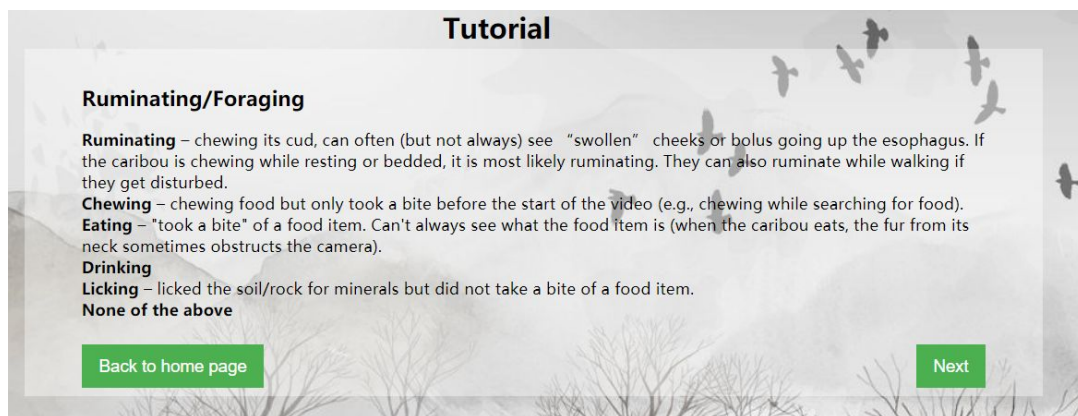 Tutorial
Ruminating/Foraging
Ruminating – chewing its cud, can often (but not always) see “swollen” cheeks or bolus going up the esophagus. If
the caribou is chewing while resting or bedded, it is most likely ruminating. They can also ruminate while walking if
they get disturbed.
Chewing – chewing food but only took a bite before the start of the video (e.g., chewing while searching for food).
Eating – "took a bite" of a food item. Can't always see what the food item is (when the caribou eats, the fur from its
neck sometimes obstructs the camera).
Drinking
Licking – licked the soil/rock for minerals but did not take a bite of a food item.
None of the above
Back to home page
Next